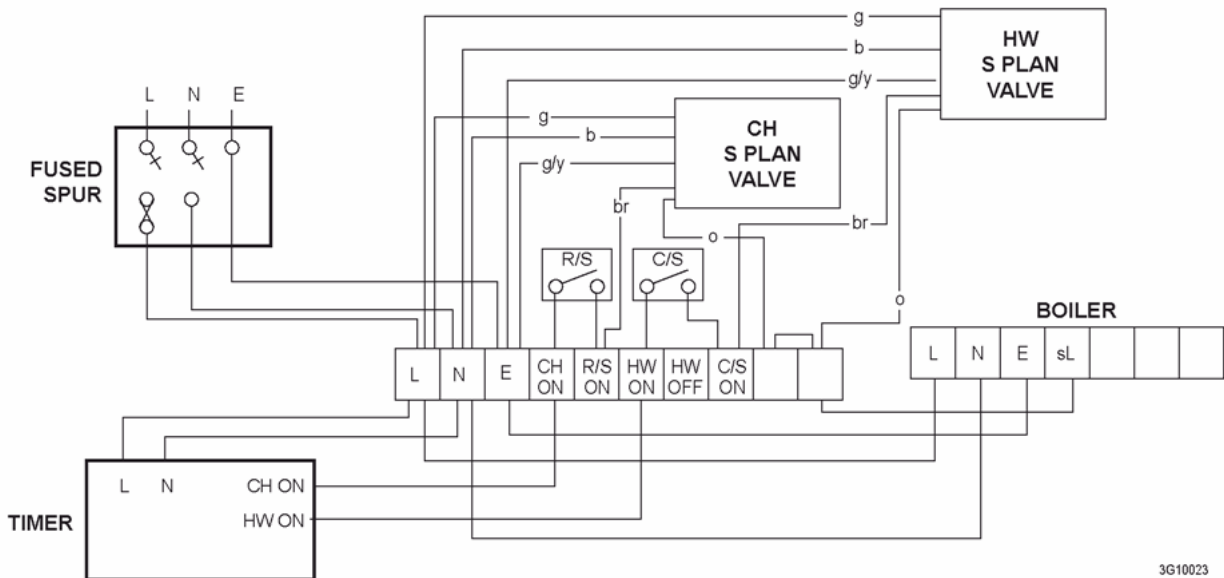 g
HW
S PLAN
VALVE
b
g/y
L N E
g
CH
S PLAN
VALVE
b
g/y
FUSED
SPUR
br
br
o
R/S
C/S
o
BOILER
L N E CH ON R/S ON HW ON HW OFF C/S ON
L N E sL
L N CH ON
HW ON
TIMER
3G10023